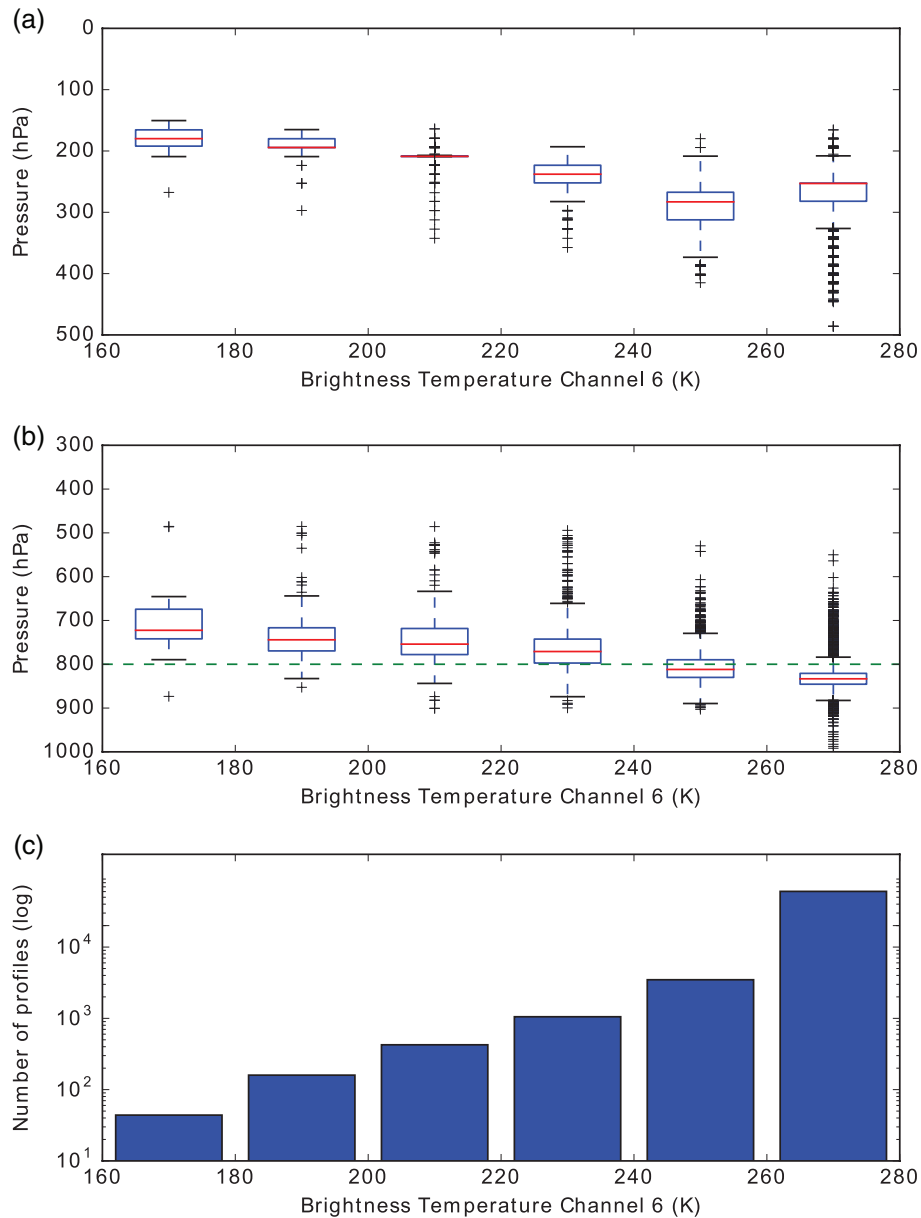 (a)
0
100
200
300
400
500
Pressure (hPa)
160 180 200 220 240 260 280
Brightness Temperature Channel 6 (K)
(b)
300
400
500
600
700
800
900
1000
Pressure (hPa)
160 180 200 220 240 260 280
Brightness Temperature Channel 6 (K)
(c)
10^4
10^3
10^2
10^1
Number of profiles (log)
160 180 200 220 240 260 280
Brightness Temperature Channel 6 (K)